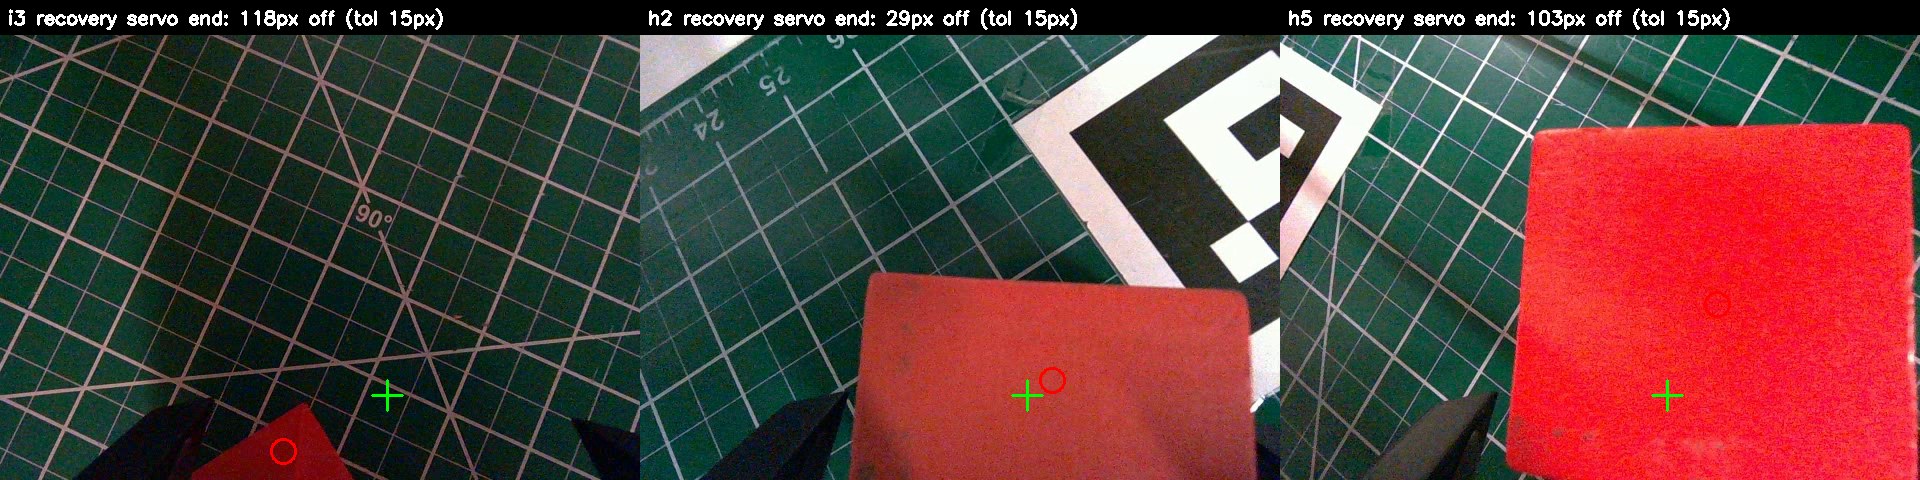 i3 recovery servo end: 118px off (tol 15px)
h2 recovery servo end: 29px off (tol 15px)
h5 recovery servo end: 103px off (tol 15px)
90°
26
25
24